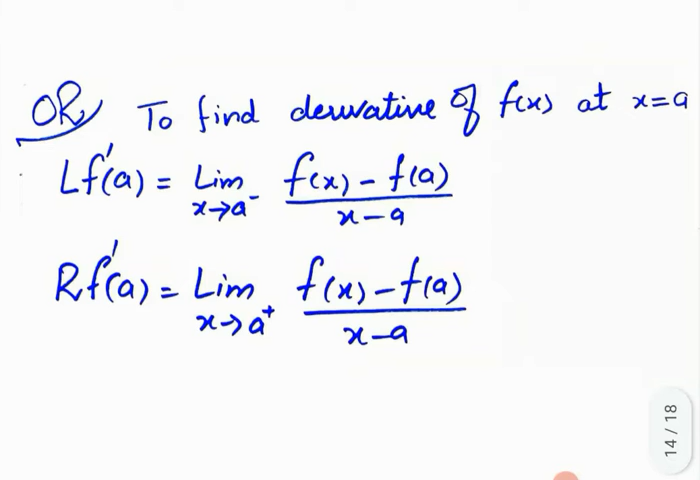 OR To find derivative of f(x) at x=a
Lf'(a) = Lim x→a⁻ f(x) - f(a) / x - a
Rf'(a) = Lim x→a⁺ f(x) - f(a) / x - a
14 / 18